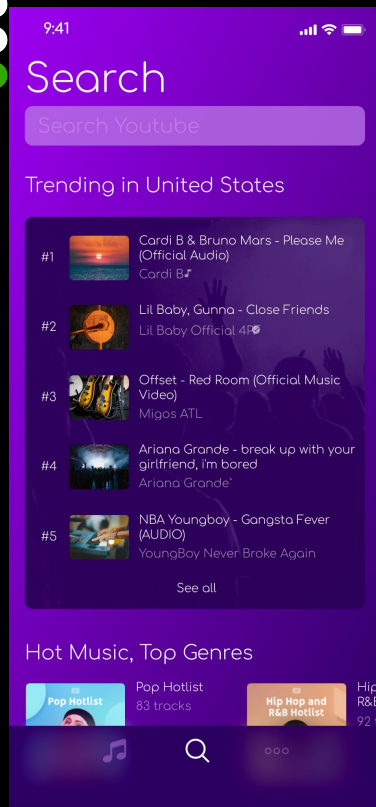 9:41
Search
Search Youtube
Trending in United States
#1
Cardi B & Bruno Mars - Please Me
(Official Audio)
Cardi B
#2
Lil Baby, Gunna - Close Friends
Lil Baby Official 4PF
#3
Offset - Red Room (Official Music
Video)
Migos ATL
#4
Ariana Grande - break up with your
girlfriend, i'm bored
Ariana Grande`
#5
NBA Youngboy - Gangsta Fever
(AUDIO)
YoungBoy Never Broke Again
See all
Hot Music, Top Genres
Pop Hotlist
Pop Hotlist
83 tracks
Hip Hop and
R&B Hotlist
Hip
R&B
92